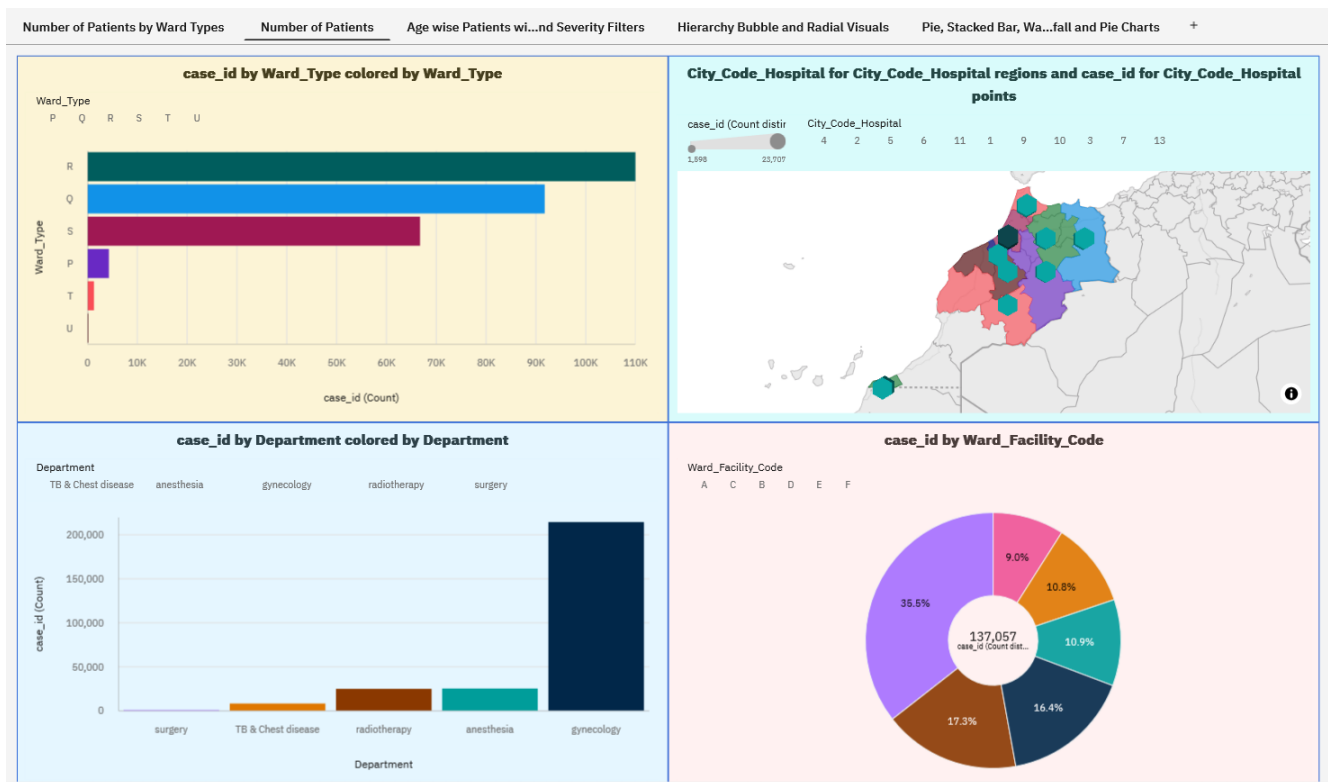 Number of Patients by Ward Types
Number of Patients
Age wise Patients wi...nd Severity Filters
Hierarchy Bubble and Radial Visuals
Pie, Stacked Bar, Wa...fall and Pie Charts
+
case_id by Ward_Type colored by Ward_Type
Ward_Type
P Q R S T U
Ward_Type
R
Q
S
P
T
U
0 10K 20K 30K 40K 50K 60K 70K 80K 90K 100K 110K
case_id (Count)
City_Code_Hospital for City_Code_Hospital regions and case_id for City_Code_Hospital
points
case_id (Count distir
1,898 23,707
City_Code_Hospital
4 2 5 6 11 1 9 10 3 7 13
case_id by Department colored by Department
Department
TB & Chest disease anesthesia gynecology radiotherapy surgery
case_id (Count)
200,000
150,000
100,000
50,000
0
surgery TB & Chest disease radiotherapy anesthesia gynecology
Department
case_id by Ward_Facility_Code
Ward_Facility_Code
A C B D E F
9.0%
10.8%
10.9%
16.4%
17.3%
35.5%
137,057
case_id (Count dist...